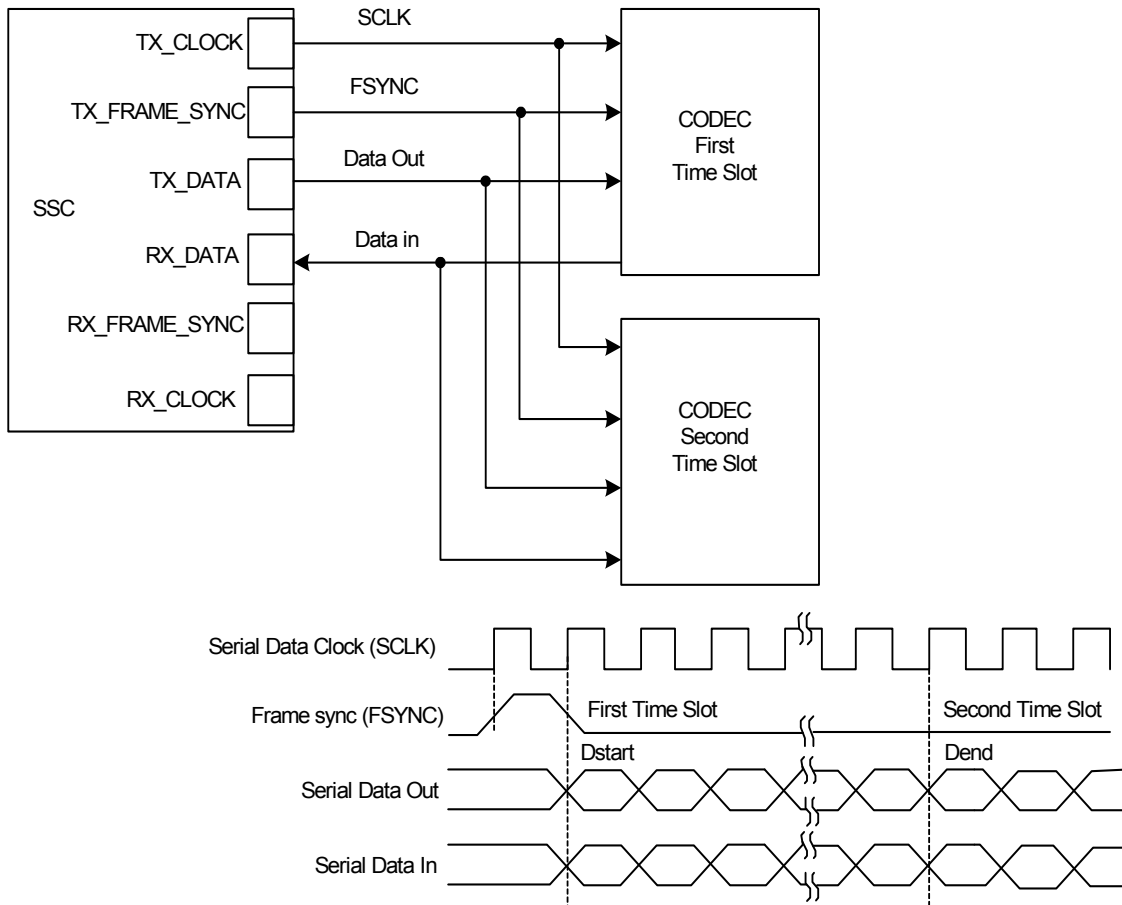 SCLK
TX_CLOCK
FSYNC
TX_FRAME_SYNC
CODEC
First
Time Slot
Data Out
TX_DATA
SSC
Data in
RX_DATA
RX_FRAME_SYNC
RX_CLOCK
CODEC
Second
Time Slot
Serial Data Clock (SCLK)
Frame sync (FSYNC)
First Time Slot
Second Time Slot
Dstart
Dend
Serial Data Out
Serial Data In